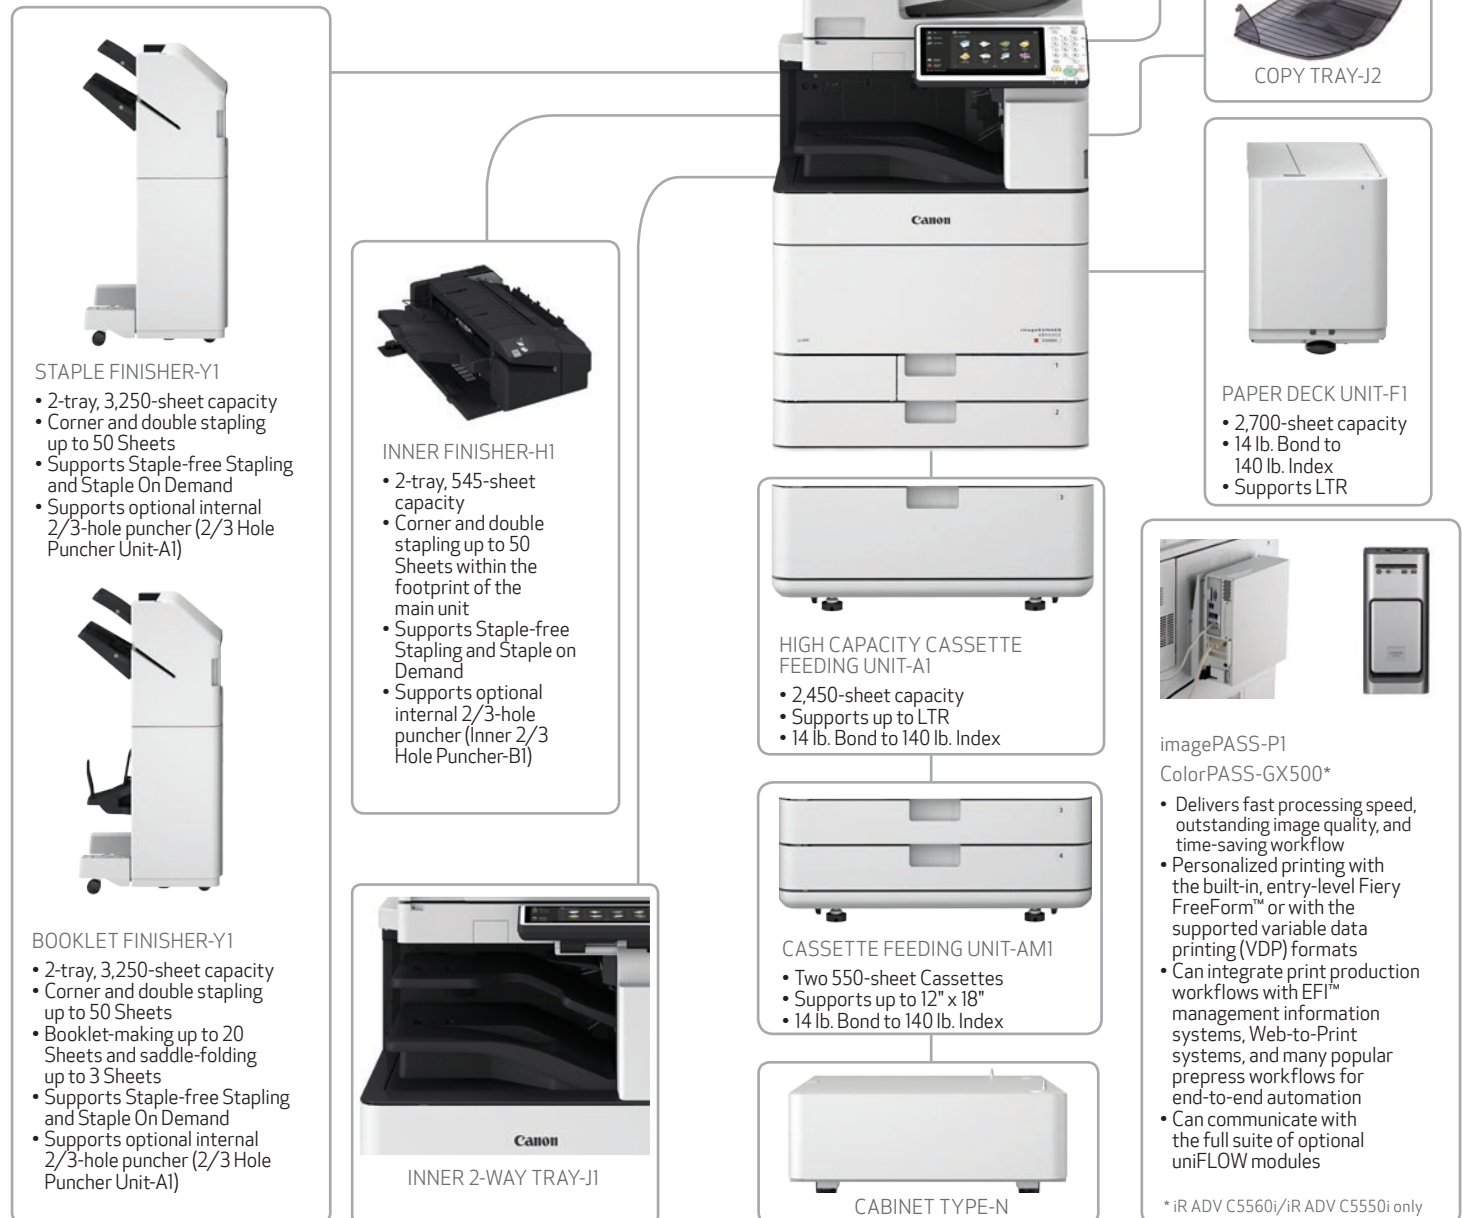 STAPLE FINISHER-Y1
• 2-tray, 3,250-sheet capacity
• Corner and double stapling
up to 50 Sheets
• Supports Staple-free Stapling
and Staple On Demand
• Supports optional internal
2/3-hole puncher (2/3 Hole
Puncher Unit-A1)
BOOKLET FINISHER-Y1
• 2-tray, 3,250-sheet capacity
• Corner and double stapling
up to 50 Sheets
• Booklet-making up to 20
Sheets and saddle-folding
up to 3 Sheets
• Supports Staple-free Stapling
and Staple On Demand
• Supports optional internal
2/3-hole puncher (2/3 Hole
Puncher Unit-A1)
INNER FINISHER-H1
• 2-tray, 545-sheet
capacity
• Corner and double
stapling up to 50
Sheets within the
footprint of the
main unit
• Supports Staple-free
Stapling and Staple on
Demand
• Supports optional
internal 2/3-hole
puncher (Inner 2/3
Hole Puncher-B1)
Canon
INNER 2-WAY TRAY-J1
Canon
imageRUNNER
ADVANCE
1
2
3
HIGH CAPACITY CASSETTE
FEEDING UNIT-A1
• 2,450-sheet capacity
• Supports up to LTR
• 14 lb. Bond to 140 lb. Index
3
4
CASSETTE FEEDING UNIT-AM1
• Two 550-sheet Cassettes
• Supports up to 12" x 18"
• 14 lb. Bond to 140 lb. Index
CABINET TYPE-N
COPY TRAY-J2
5
PAPER DECK UNIT-F1
• 2,700-sheet capacity
• 14 lb. Bond to
140 lb. Index
• Supports LTR
imagePASS-P1
ColorPASS-GX500*
• Delivers fast processing speed,
outstanding image quality, and
time-saving workflow
• Personalized printing with
the built-in, entry-level Fiery
FreeForm™ or with the
supported variable data
printing (VDP) formats
• Can integrate print production
workflows with EFI™
management information
systems, Web-to-Print
systems, and many popular
prepress workflows for
end-to-end automation
• Can communicate with
the full suite of optional
uniFLOW modules
* iR ADV C5560i/iR ADV C5550i only